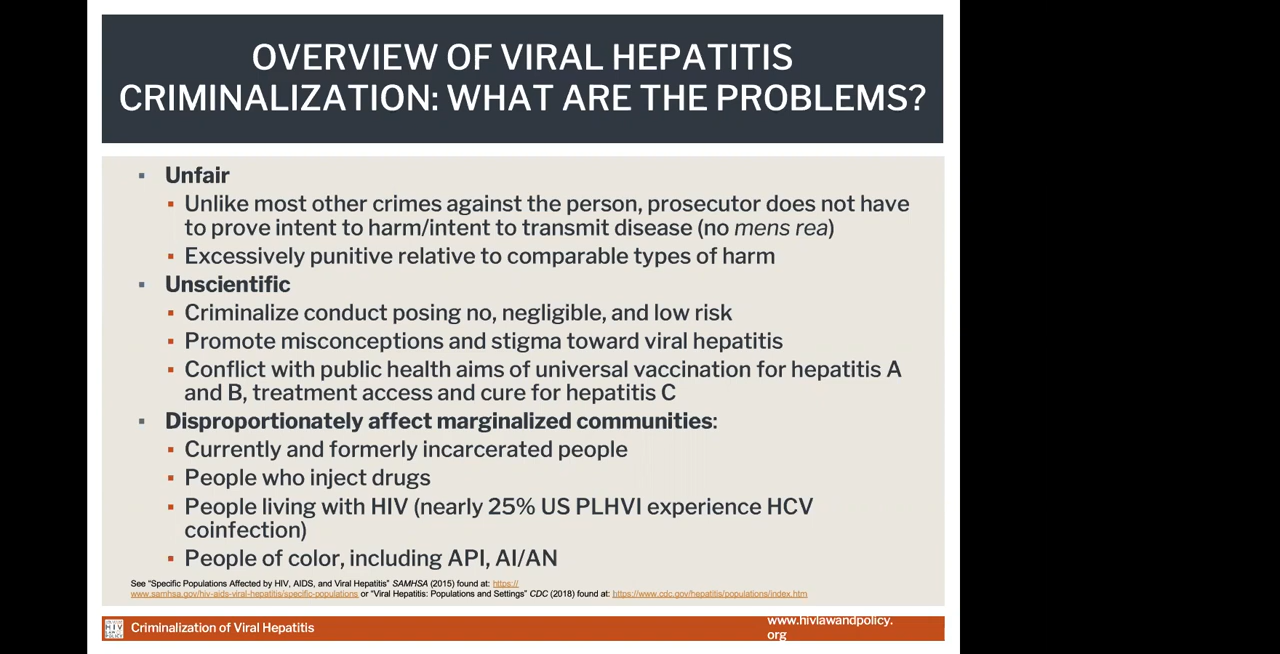 OVERVIEW OF VIRAL HEPATITIS
CRIMINALIZATION: WHAT ARE THE PROBLEMS?
Unfair
Unlike most other crimes against the person, prosecutor does not have
to prove intent to harm/intent to transmit disease (no mens rea)
Excessively punitive relative to comparable types of harm
Unscientific
Criminalize conduct posing no, negligible, and low risk
Promote misconceptions and stigma toward viral hepatitis
Conflict with public health aims of universal vaccination for hepatitis A
and B, treatment access and cure for hepatitis C
Disproportionately affect marginalized communities:
Currently and formerly incarcerated people
People who inject drugs
People living with HIV (nearly 25% US PLHVI experience HCV
coinfection)
People of color, including API, AI/AN
See "Specific Populations Affected by HIV, AIDS, and Viral Hepatitis" SAMHSA (2015) found at: https://
www.samhsa.gov/hiv-aids-viral-hepatitis/specific-populations or "Viral Hepatitis: Populations and Settings" CDC (2018) found at: https://www.cdc.gov/hepatitis/populations/index.htm
HIV
Criminalization of Viral Hepatitis
www.hivlawandpolicy.
org